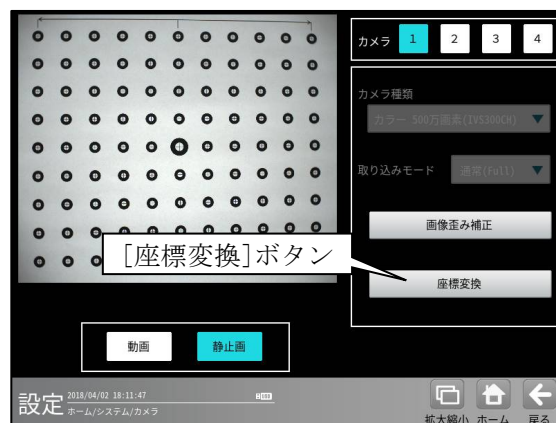 カメラ 1 2 3 4
カメラ種類
カラー 500万画素(IVS300CH)
取り込みモード 通常(Full)
画像歪み補正
[座標変換]ボタン
座標変換
動画 静止画
設定 2018/04/02 18:11:47
ホーム/システム/カメラ
拡大縮小 ホーム 戻る